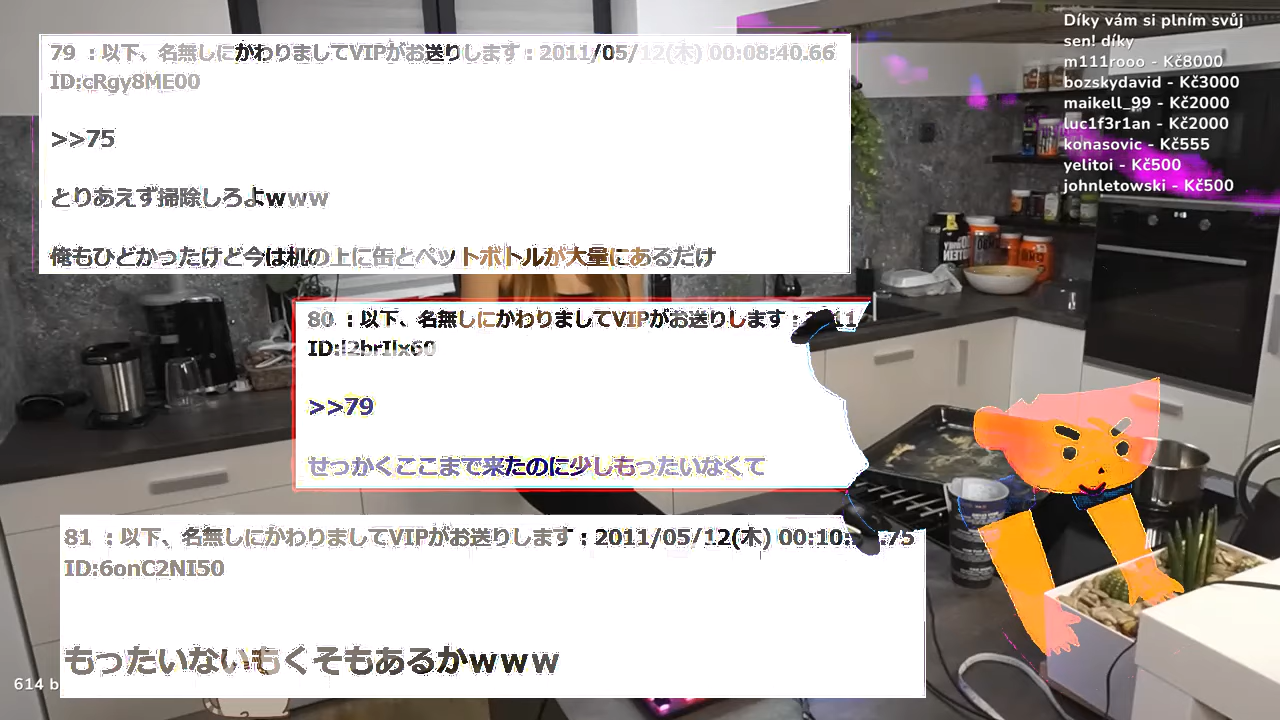 79 ：以下、名無しにかわりましてVIPがお送りします：2011/05/12(木) 00:08:40.66
ID:cRgy8ME00
>>75
とりあえず掃除しろよwww
俺もひどかったけど今は机の上に缶とペットボトルが大量にあるだけ
80 ：以下、名無しにかわりましてVIPがお送りします：2011
>>79
せっかくここまで来たのに少しもったいなくて
81 ：以下、名無しにかわりましてVIPがお送りします：2011/05/12(木) 00:10: .75
ID:6onC2NI50
もったいないもくそもあるかwww
Díky vám si plním svůj
sen! díky
m111rooo - Kč8000
bozskydavid - Kč3000
maikell_99 - Kč2000
luc1f3r1an - Kč2000
konasovic - Kč555
yelitoi - Kč500
johnletowski - Kč500
614 b